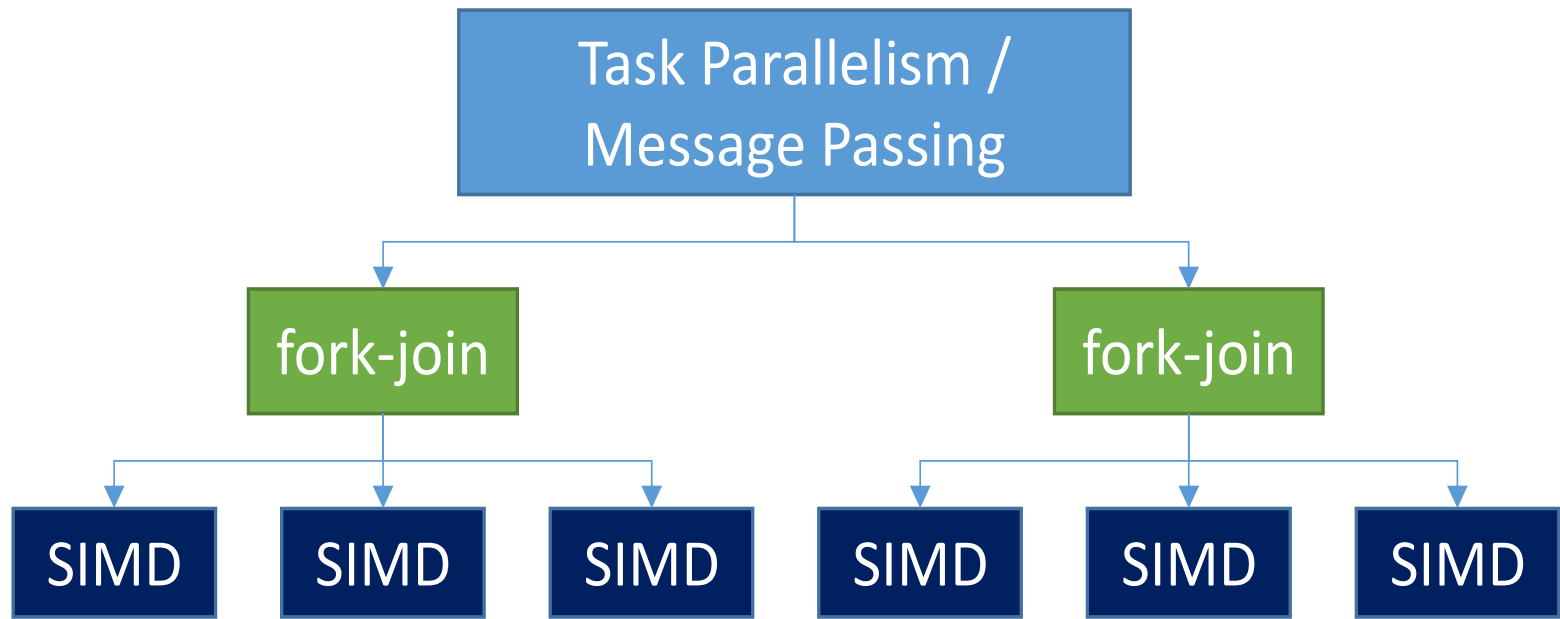 Task Parallelism /
Message Passing
fork-join
fork-join
SIMD
SIMD
SIMD
SIMD
SIMD
SIMD